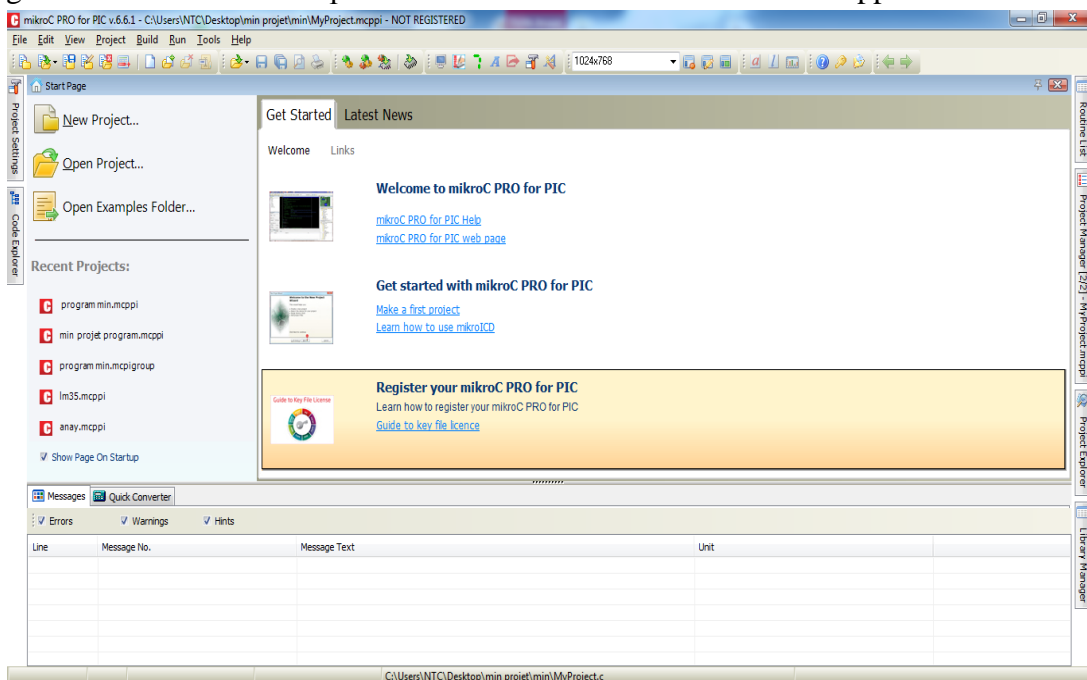 mikroC PRO for PIC v.6.6.1 - C:\Users\NTC\Desktop\min projet\min\MyProject.mcppi - NOT REGISTERED
File Edit View Project Build Run Tools Help
1024x768
Start Page
New Project...
Open Project...
Open Examples Folder...
Recent Projects:
program min.mcppi
min projet program.mcppi
program min.mcpigroup
lm35.mcppi
anay.mcppi
Show Page On Startup
Get Started Latest News
Welcome Links
Welcome to mikroC PRO for PIC
mikroC PRO for PIC Help
mikroC PRO for PIC web page
Get started with mikroC PRO for PIC
Make a first project
Learn how to use mikroICD
Guide to Key File License
Register your mikroC PRO for PIC
Learn how to register your mikroC PRO for PIC
Guide to key file licence
Project Settings
Code Explorer
Routine List
Project Manager [2/2] - MyProject.mcppi
Project Explorer
Library Manager
Messages Quick Converter
Errors Warnings Hints
Line Message No. Message Text Unit
C:\Users\NTC\Desktop\min projet\min\MyProject.c